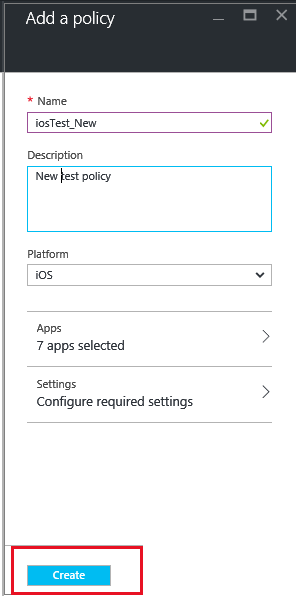 Add a policy
* Name
iosTest_New
Description
New test policy
Platform
iOS
Apps
7 apps selected
Settings
Configure required settings
Create